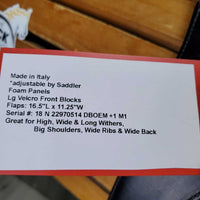 Made in Italy
*adjustable by Saddler
Foam Panels
Lg Velcro Front Blocks
Flaps: 16.5"L x 11.25"W
Serial #: 18 N 22970514 DBOEM +1 M1
Great for High, Wide & Long Withers,
Big Shoulders, Wide Ribs & Wide Back